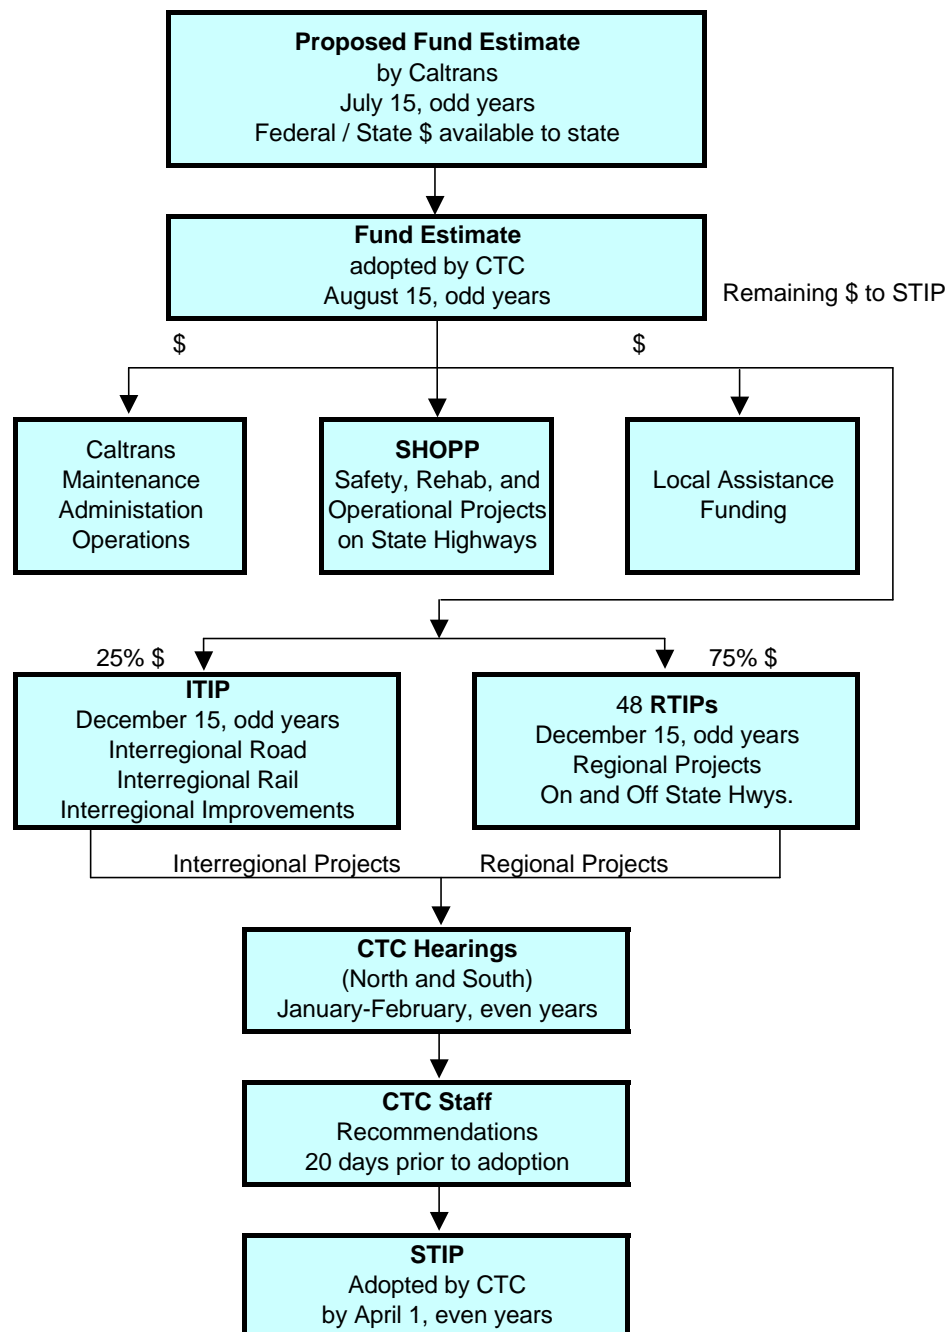 Proposed Fund Estimate
by Caltrans
July 15, odd years
Federal / State $ available to state
Fund Estimate
adopted by CTC
August 15, odd years
Remaining $ to STIP
$
$
Caltrans
Maintenance
Administation
Operations
SHOPP
Safety, Rehab, and
Operational Projects
on State Highways
Local Assistance
Funding
25% $
75% $
ITIP
December 15, odd years
Interregional Road
Interregional Rail
Interregional Improvements
48 RTIPs
December 15, odd years
Regional Projects
On and Off State Hwys.
Interregional Projects
Regional Projects
CTC Hearings
(North and South)
January-February, even years
CTC Staff
Recommendations
20 days prior to adoption
STIP
Adopted by CTC
by April 1, even years